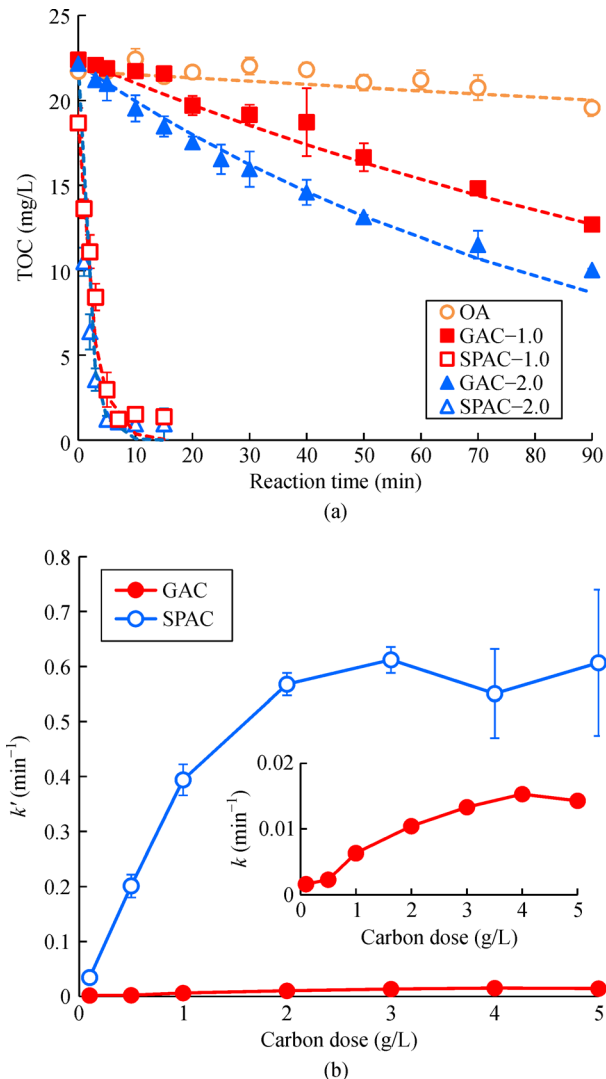 25
20
15
10
5
0
TOC (mg/L)
OA
GAC−1.0
SPAC−1.0
GAC−2.0
SPAC−2.0
0 10 20 30 40 50 60 70 80 90
Reaction time (min)
(a)
0.8
0.7
0.6
0.5
0.4
0.3
0.2
0.1
0
k′ (min⁻¹)
GAC
SPAC
0.02
0.01
0
k (min⁻¹)
0 1 2 3 4 5
Carbon dose (g/L)
0 1 2 3 4 5
Carbon dose (g/L)
(b)